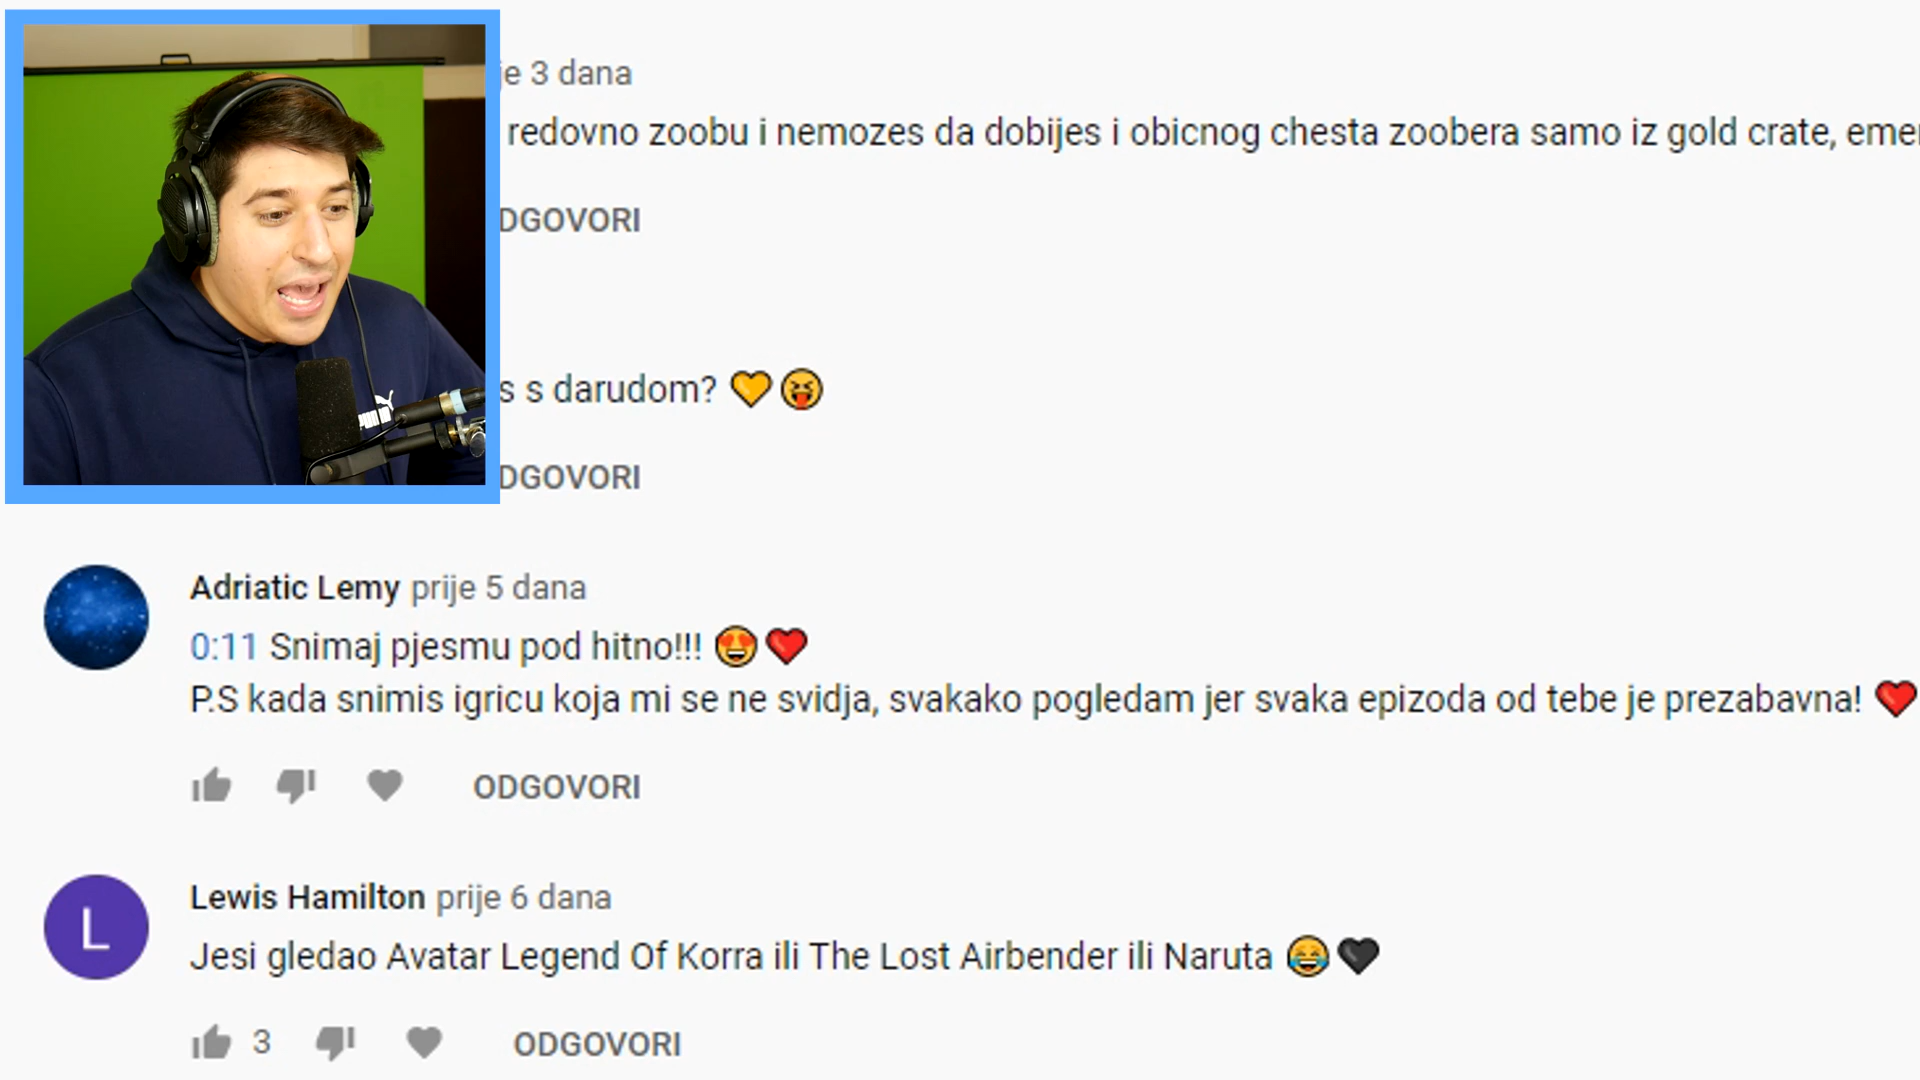 je 3 dana
redovno zoobu i nemozes da dobijes i obicnog chesta zoobera samo iz gold crate,
ODGOVORI
s s darudom? 💛😝
ODGOVORI
PUMA
Adriatic Lemy prije 5 dana
0:11 Snimaj pjesmu pod hitno!!! 😍❤️
P.S kada snimis igricu koja mi se ne svidja, svakako pogledam jer svaka epizoda od tebe je prezabavna! ❤️
ODGOVORI
L
Lewis Hamilton prije 6 dana
Jesi gledao Avatar Legend Of Korra ili The Lost Airbender ili Naruta 😂🖤
3 ODGOVORI